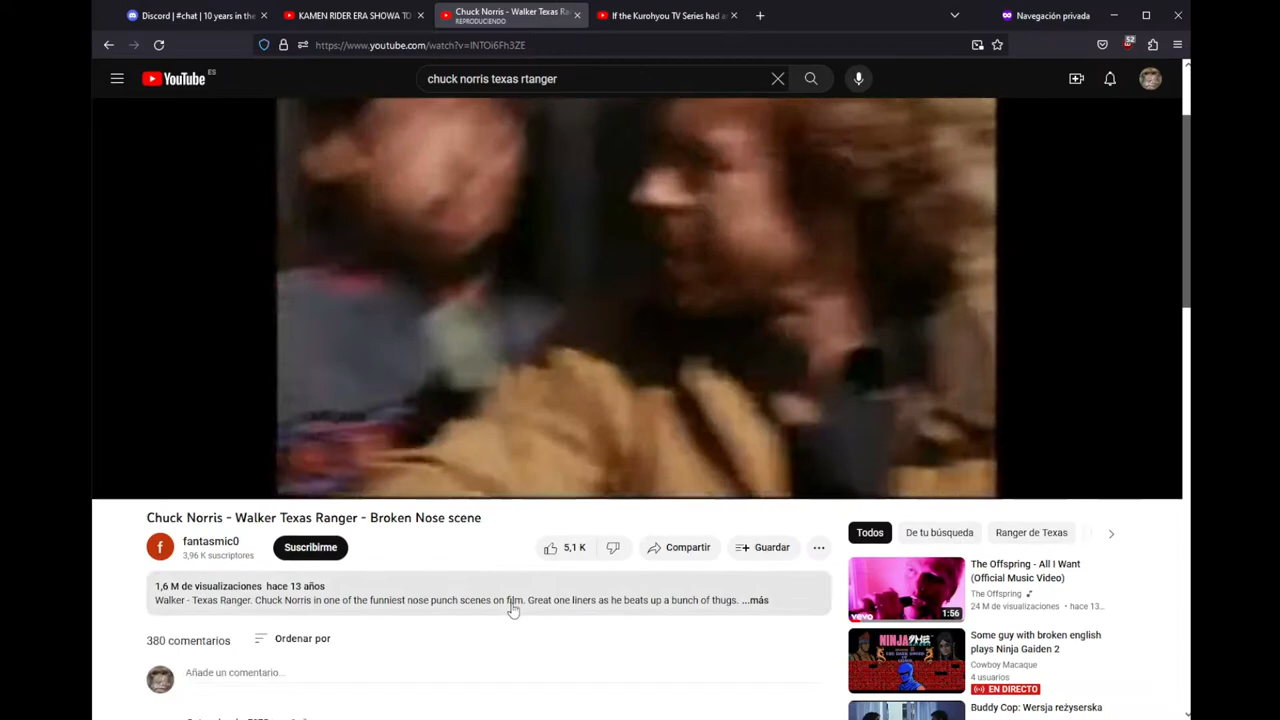 Discord | #chat | 10 years in the
KAMEN RIDER ERA SHOWA TO
Chuck Norris - Walker Texas Ra
REPRODUCIENDO
If the Kurohyou TV Series had a
Navegación privada
https://www.youtube.com/watch?v=INTOi6Fh3ZE
52
YouTube ES
chuck norris texas rtanger
Chuck Norris - Walker Texas Ranger - Broken Nose scene
fantasmic0
3,96 K suscriptores
Suscribirme
5,1 K
Compartir
Guardar
1,6 M de visualizaciones hace 13 años
Walker - Texas Ranger. Chuck Norris in one of the funniest nose punch scenes on film. Great one liners as he beats up a bunch of thugs. ...más
380 comentarios
Ordenar por
Añade un comentario...
Todos
De tu búsqueda
Ranger de Texas
The Offspring - All I Want
(Official Music Video)
The Offspring
24 M de visualizaciones • hace 13...
vevo
1:56
Some guy with broken english
plays Ninja Gaiden 2
Cowboy Macaque
4 usuarios
EN DIRECTO
NINJA
Buddy Cop: Wersja reżyserska